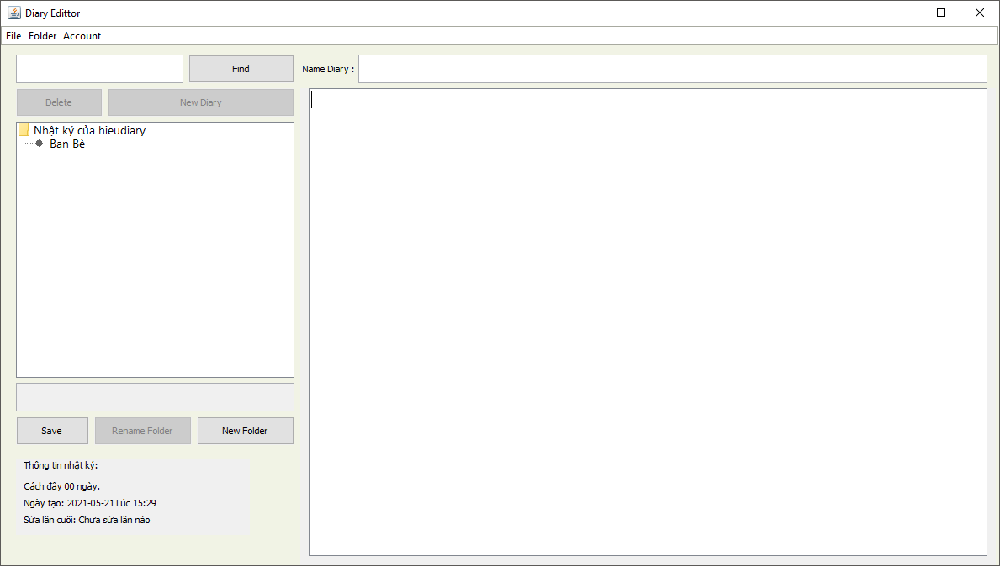 Diary Edittor
File Folder Account
Find
Name Diary :
Delete
New Diary
Nhật ký của hieudiary
Bạn Bè
Save
Rename Folder
New Folder
Thông tin nhật ký:
Cách đây 00 ngày.
Ngày tạo: 2021-05-21 Lúc 15:29
Sửa lần cuối: Chưa sửa lần nào